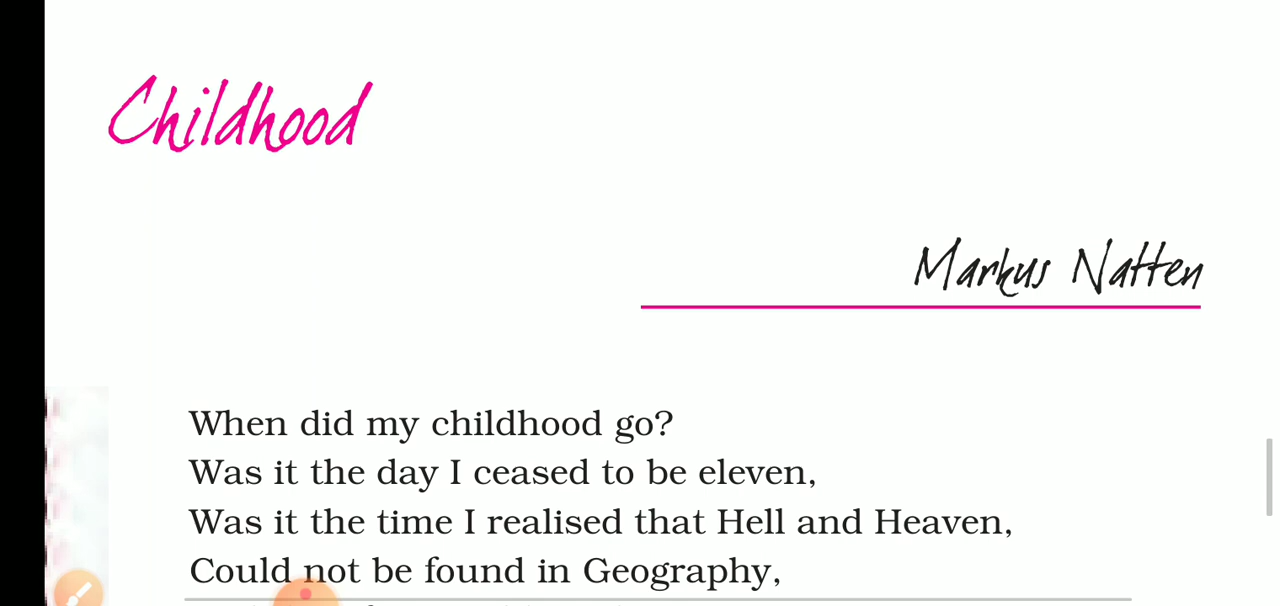 Childhood
Markus Natten
When did my childhood go?
Was it the day I ceased to be eleven,
Was it the time I realised that Hell and Heaven,
Could not be found in Geography,